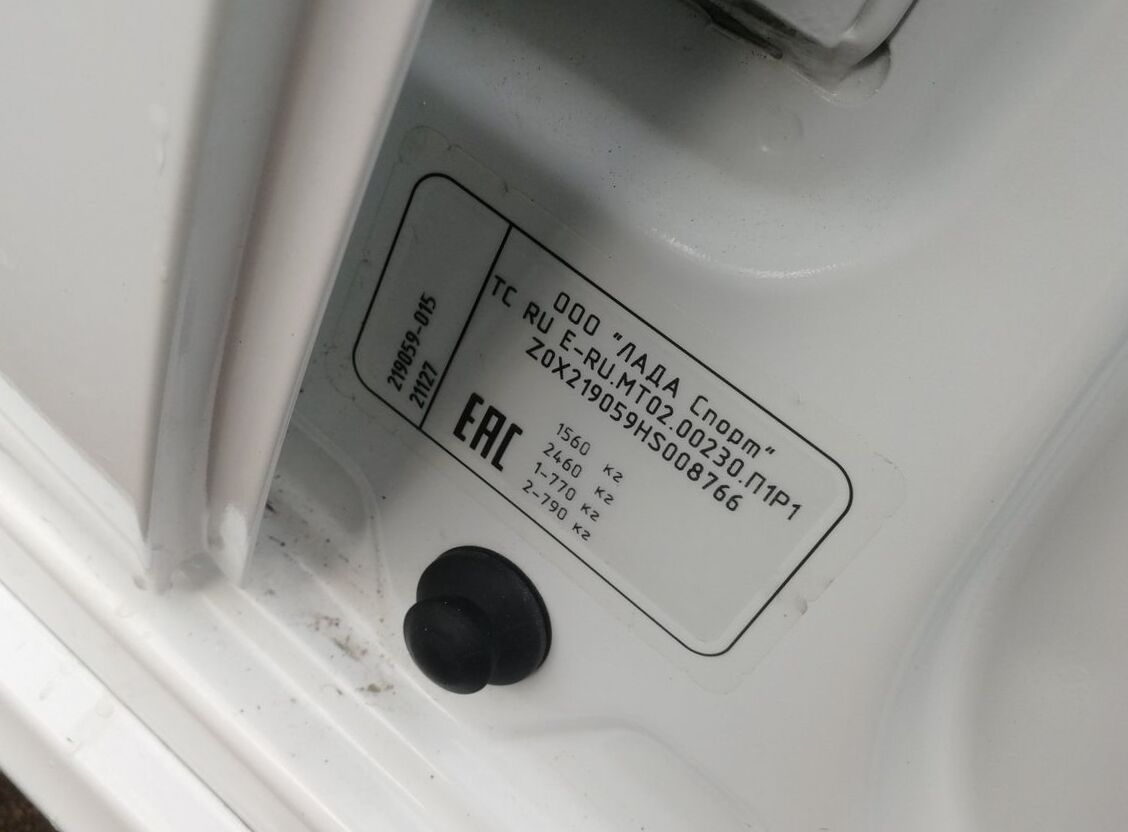 ООО "ЛАДА Спорт"
ТС RU E-RU.MT02.00230.П1Р1
Z0X219059HS008766
EAC
1560 кг
2460 кг
1-770 кг
2-790 кг
219059-015
21127